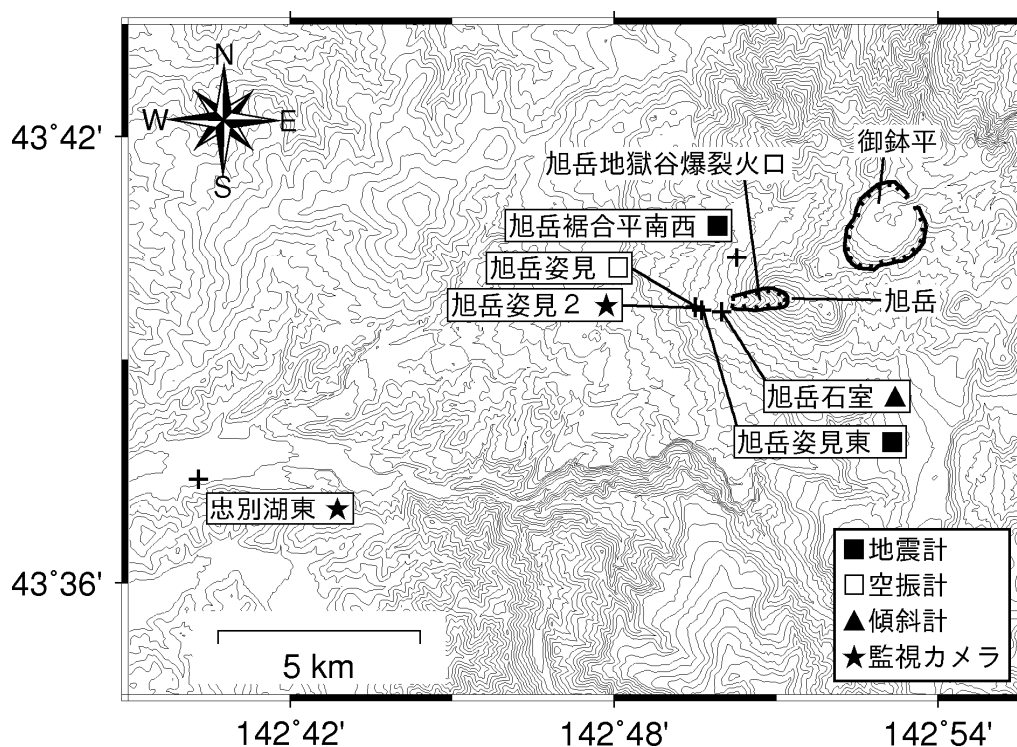 N
W E
S
43°42'
御鉢平
旭岳地獄谷爆裂火口
旭岳裾合平南西 ■
旭岳姿見 □
旭岳姿見2 ★
旭岳
旭岳石室 ▲
旭岳姿見東 ■
忠別湖東 ★
43°36'
■地震計
□空振計
▲傾斜計
★監視カメラ
5 km
142°42'
142°48'
142°54'